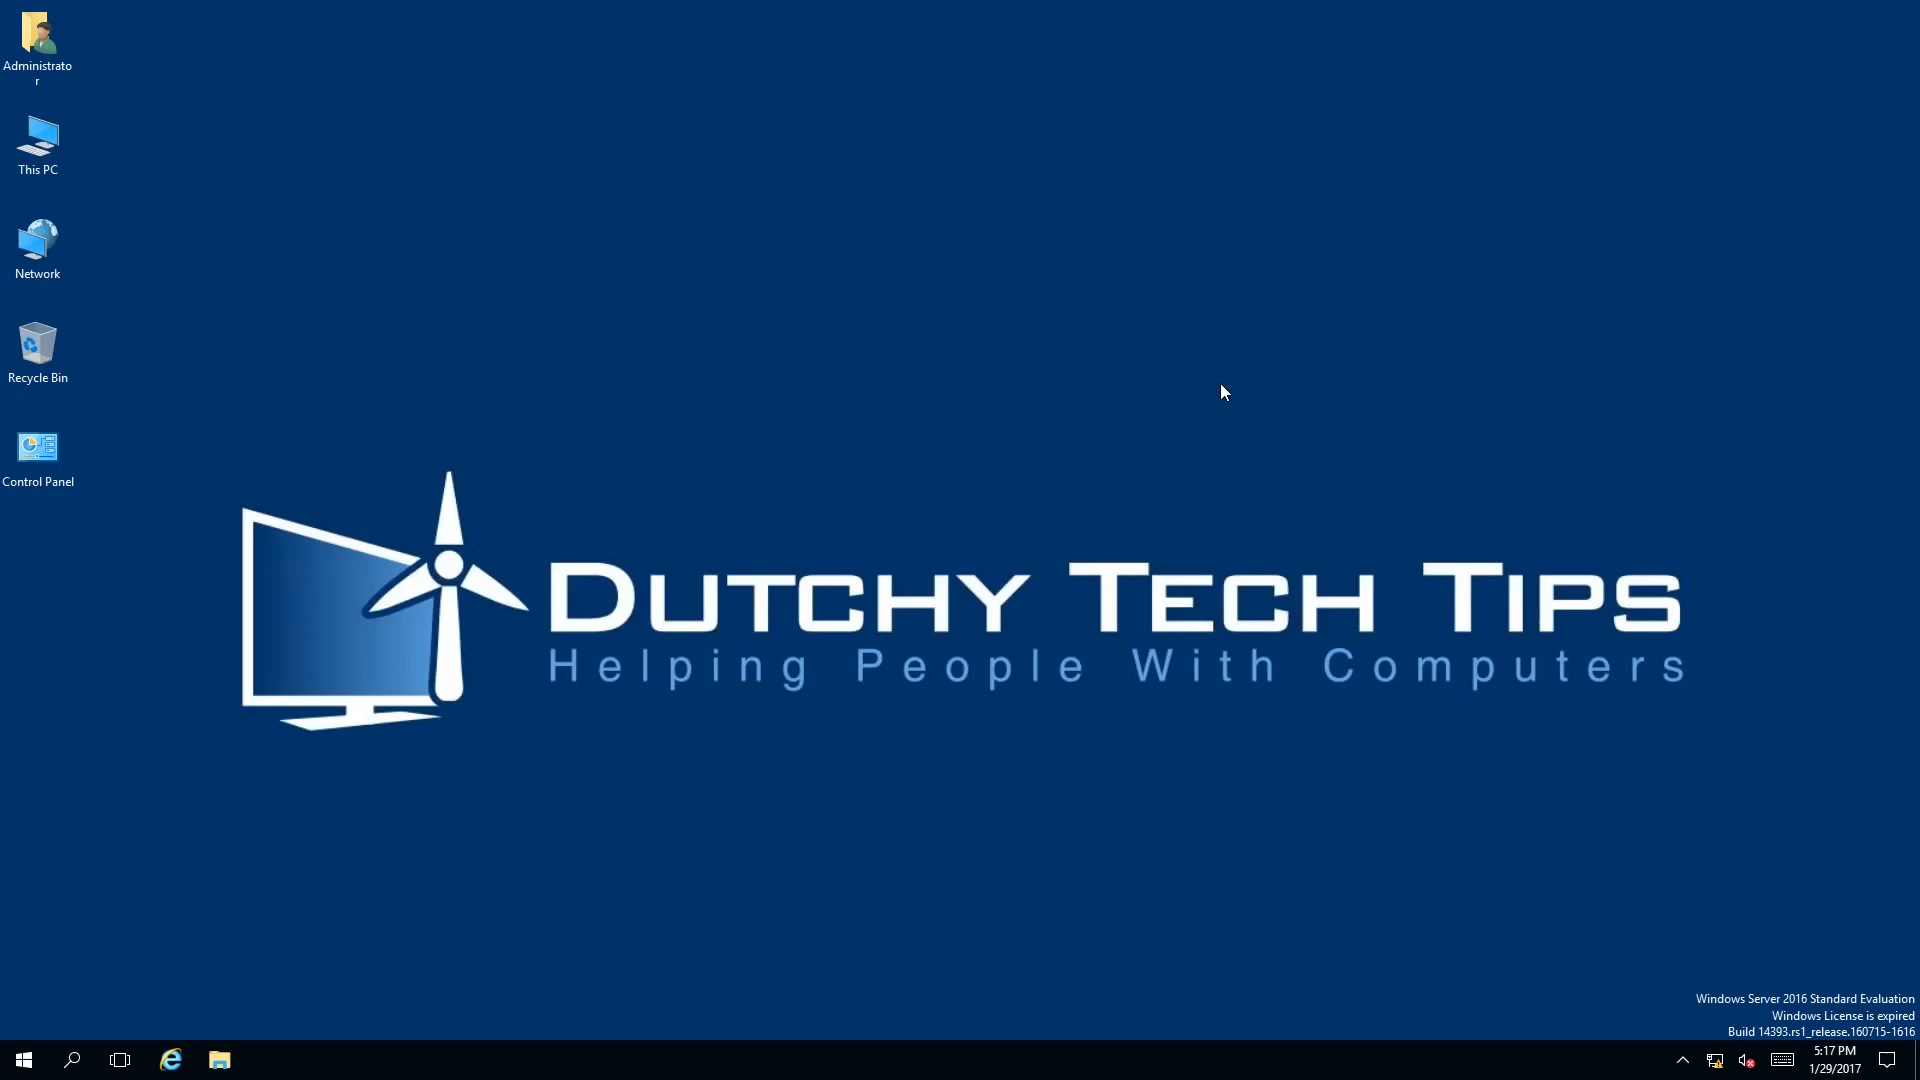 Administrato
r
This PC
Network
Recycle Bin
Control Panel
DUTCHY TECH TIPS
Helping People With Computers
Windows Server 2016 Standard Evaluation
Windows License is expired
Build 14393.rs1_release.160715-1616
5:17 PM
1/29/2017